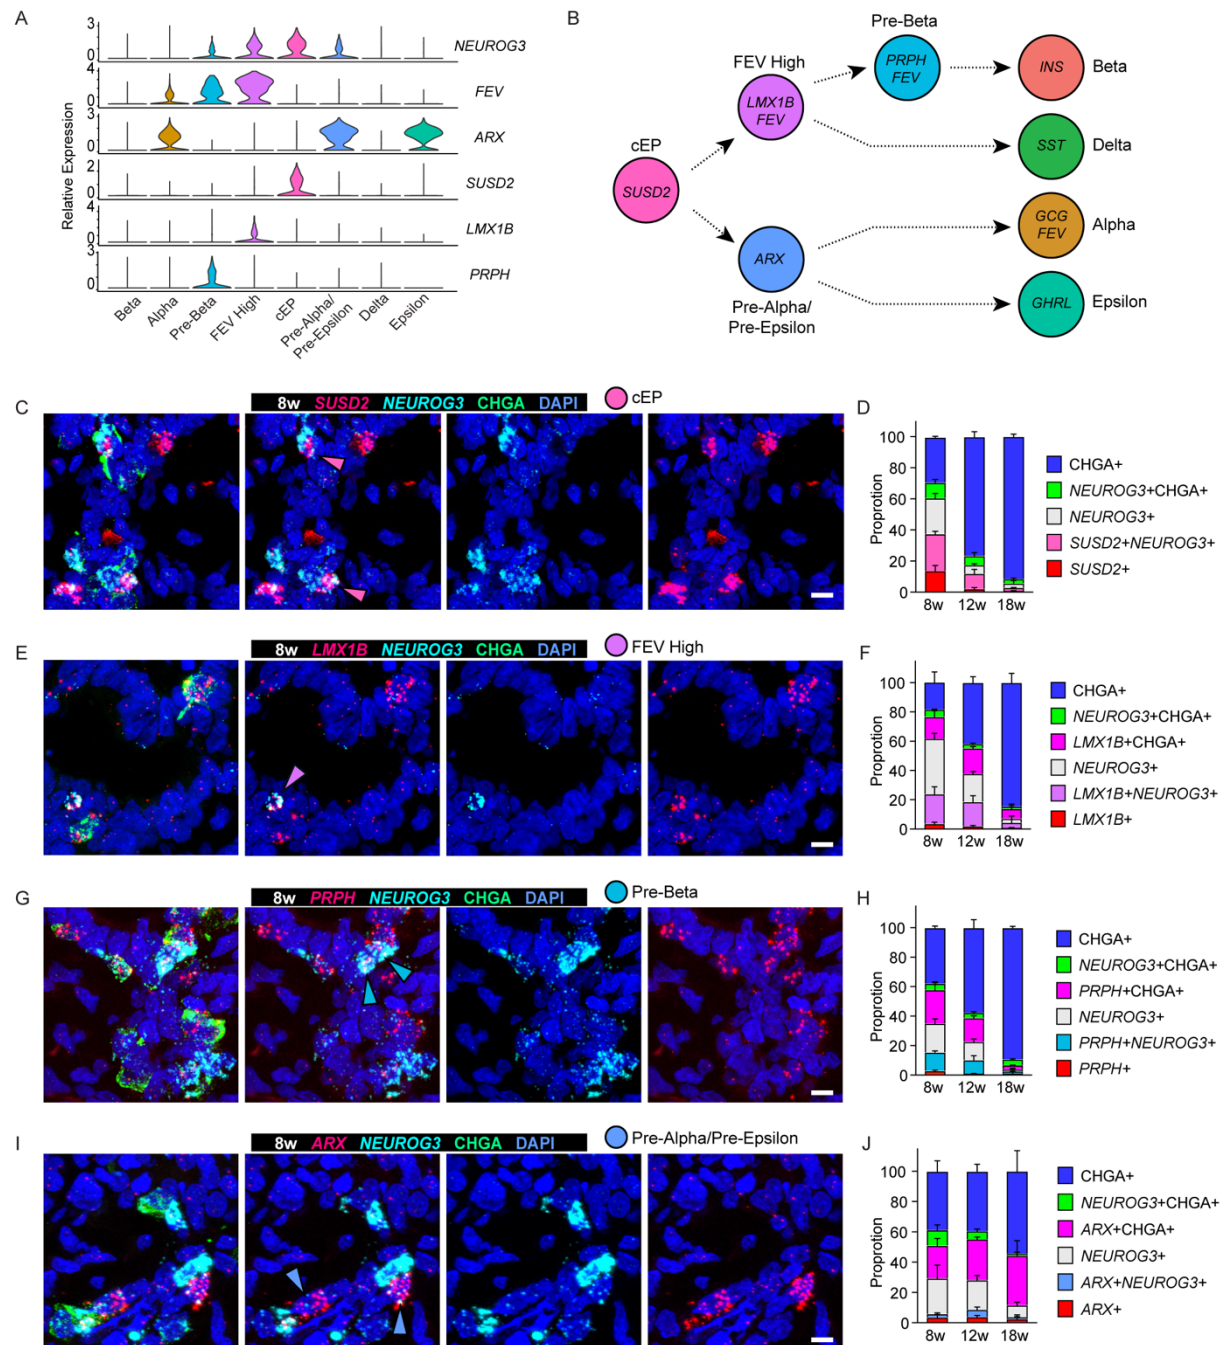 A
Relative Expression
3
0
NEUROG3
4
0
FEV
3
0
ARX
2
0
SUSD2
4
0
LMX1B
3
0
PRPH
Beta
Alpha
Pre-Beta
FEV High
cEP
Pre-Alpha/
Pre-Epsilon
Delta
Epsilon
B
Pre-Beta
FEV High
PRPH
FEV
INS
Beta
LMX1B
FEV
cEP
SST
Delta
SUSD2
GCG
FEV
Alpha
ARX
GHRL
Epsilon
Pre-Alpha/
Pre-Epsilon
C
8w SUSD2 NEUROG3 CHGA DAPI
cEP
D
Proprotion
100
80
60
40
20
0
8w 12w 18w
CHGA+
NEUROG3+CHGA+
NEUROG3+
SUSD2+NEUROG3+
SUSD2+
E
8w LMX1B NEUROG3 CHGA DAPI
FEV High
F
Proprotion
100
80
60
40
20
0
8w 12w 18w
CHGA+
NEUROG3+CHGA+
LMX1B+CHGA+
NEUROG3+
LMX1B+NEUROG3+
LMX1B+
G
8w PRPH NEUROG3 CHGA DAPI
Pre-Beta
H
Proprotion
100
80
60
40
20
0
8w 12w 18w
CHGA+
NEUROG3+CHGA+
PRPH+CHGA+
NEUROG3+
PRPH+NEUROG3+
PRPH+
I
8w ARX NEUROG3 CHGA DAPI
Pre-Alpha/Pre-Epsilon
J
Proprotion
100
80
60
40
20
0
8w 12w 18w
CHGA+
NEUROG3+CHGA+
ARX+CHGA+
NEUROG3+
ARX+NEUROG3+
ARX+